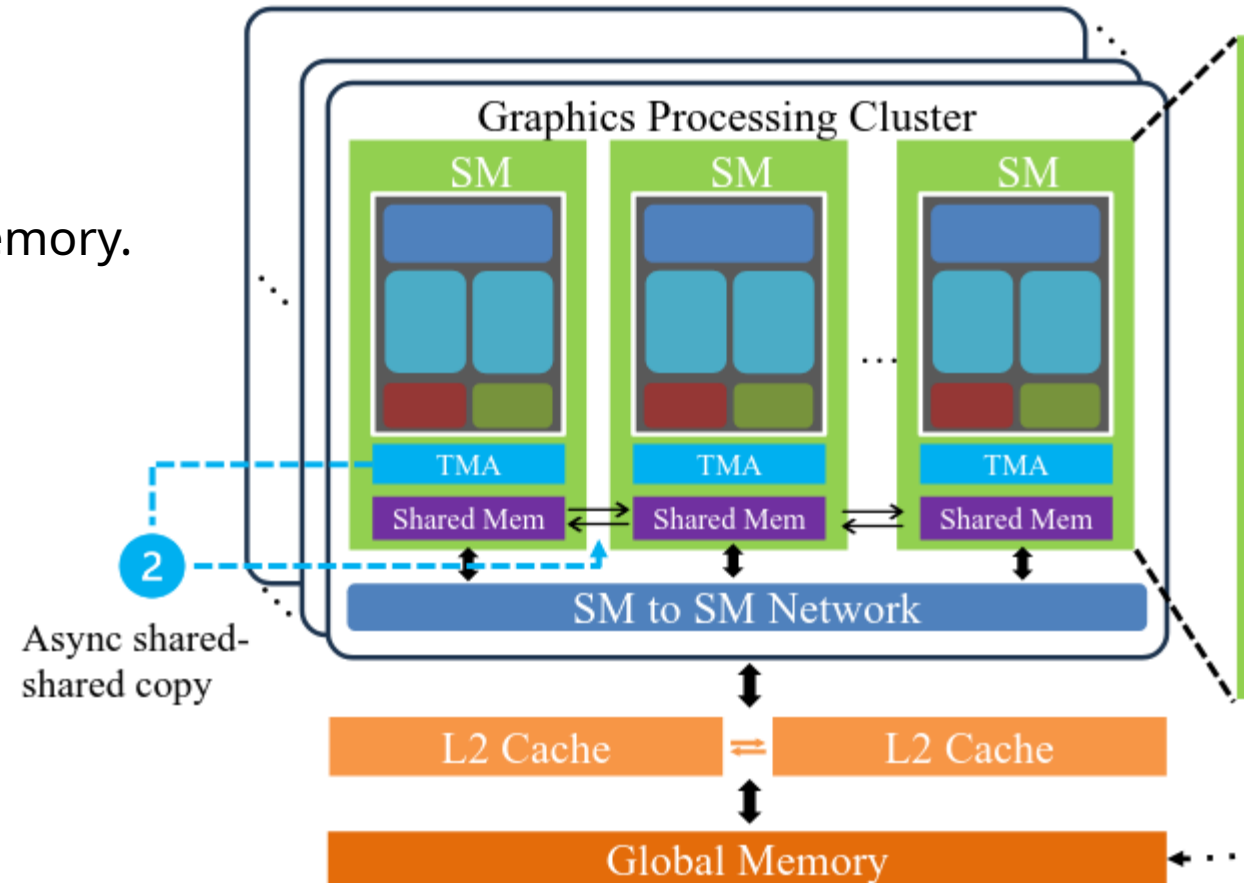 Graphics Processing Cluster
SM SM SM
emory.
TMA TMA TMA
Shared Mem Shared Mem Shared Mem
2
SM to SM Network
Async shared-
shared copy
L2 Cache L2 Cache
Global Memory